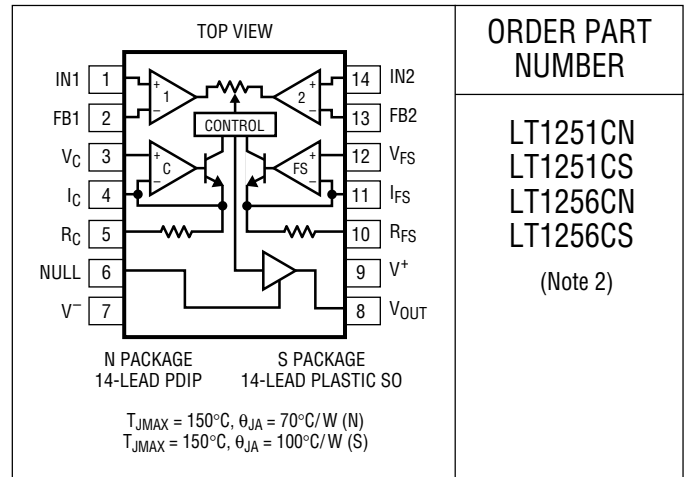 TOP VIEW
IN1 1
FB1 2
V_C 3
I_C 4
R_C 5
NULL 6
V⁻ 7
14 IN2
13 FB2
12 V_FS
11 I_FS
10 R_FS
9 V⁺
8 V_OUT
+
1
–
+
2
–
CONTROL
+
C
–
+
FS
–
N PACKAGE
14-LEAD PDIP
S PACKAGE
14-LEAD PLASTIC SO
T_JMAX = 150°C, θ_JA = 70°C/W (N)
T_JMAX = 150°C, θ_JA = 100°C/W (S)
ORDER PART
NUMBER
LT1251CN
LT1251CS
LT1256CN
LT1256CS
(Note 2)